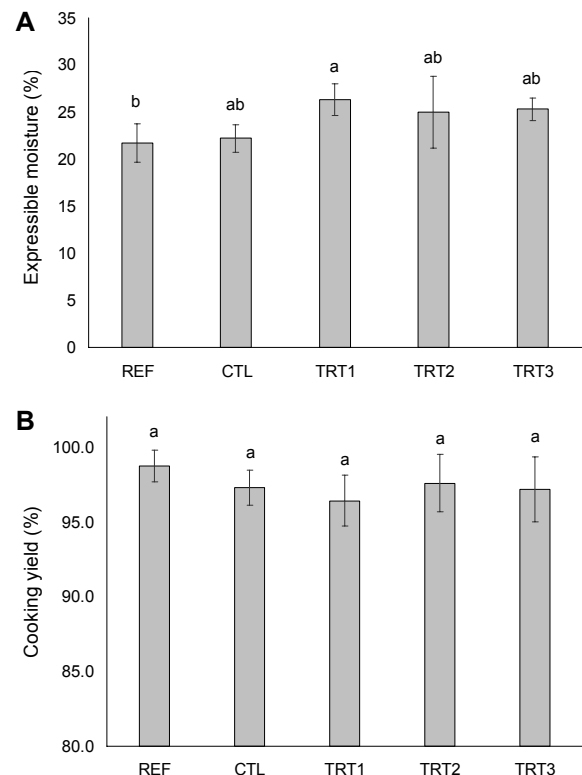 A
Expressible moisture (%)
35
30
25
20
15
10
5
0
b
ab
a
ab
ab
REF CTL TRT1 TRT2 TRT3
B
Cooking yield (%)
100.0
95.0
90.0
85.0
80.0
a
a
a
a
a
REF CTL TRT1 TRT2 TRT3